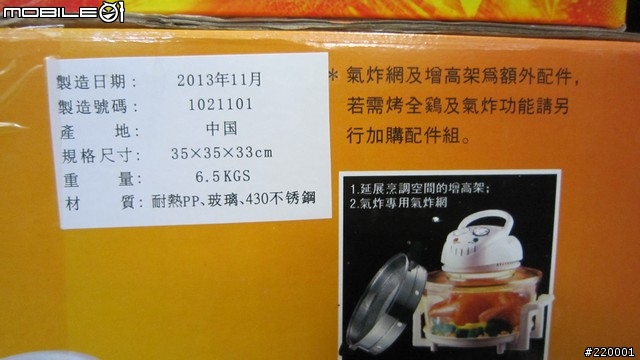 MOBILE01
製造日期: 2013年11月
製造號碼: 1021101
產 地: 中国
規格尺寸: 35×35×33cm
重 量: 6.5KGS
材 質: 耐熱PP、玻璃、430不锈鋼
*氣炸網及增高架爲額外配件,
若需烤全鷄及氣炸功能請另
行加購配件組。
1.延展烹調空間的增高架;
2.氣炸專用氣炸網
#220001